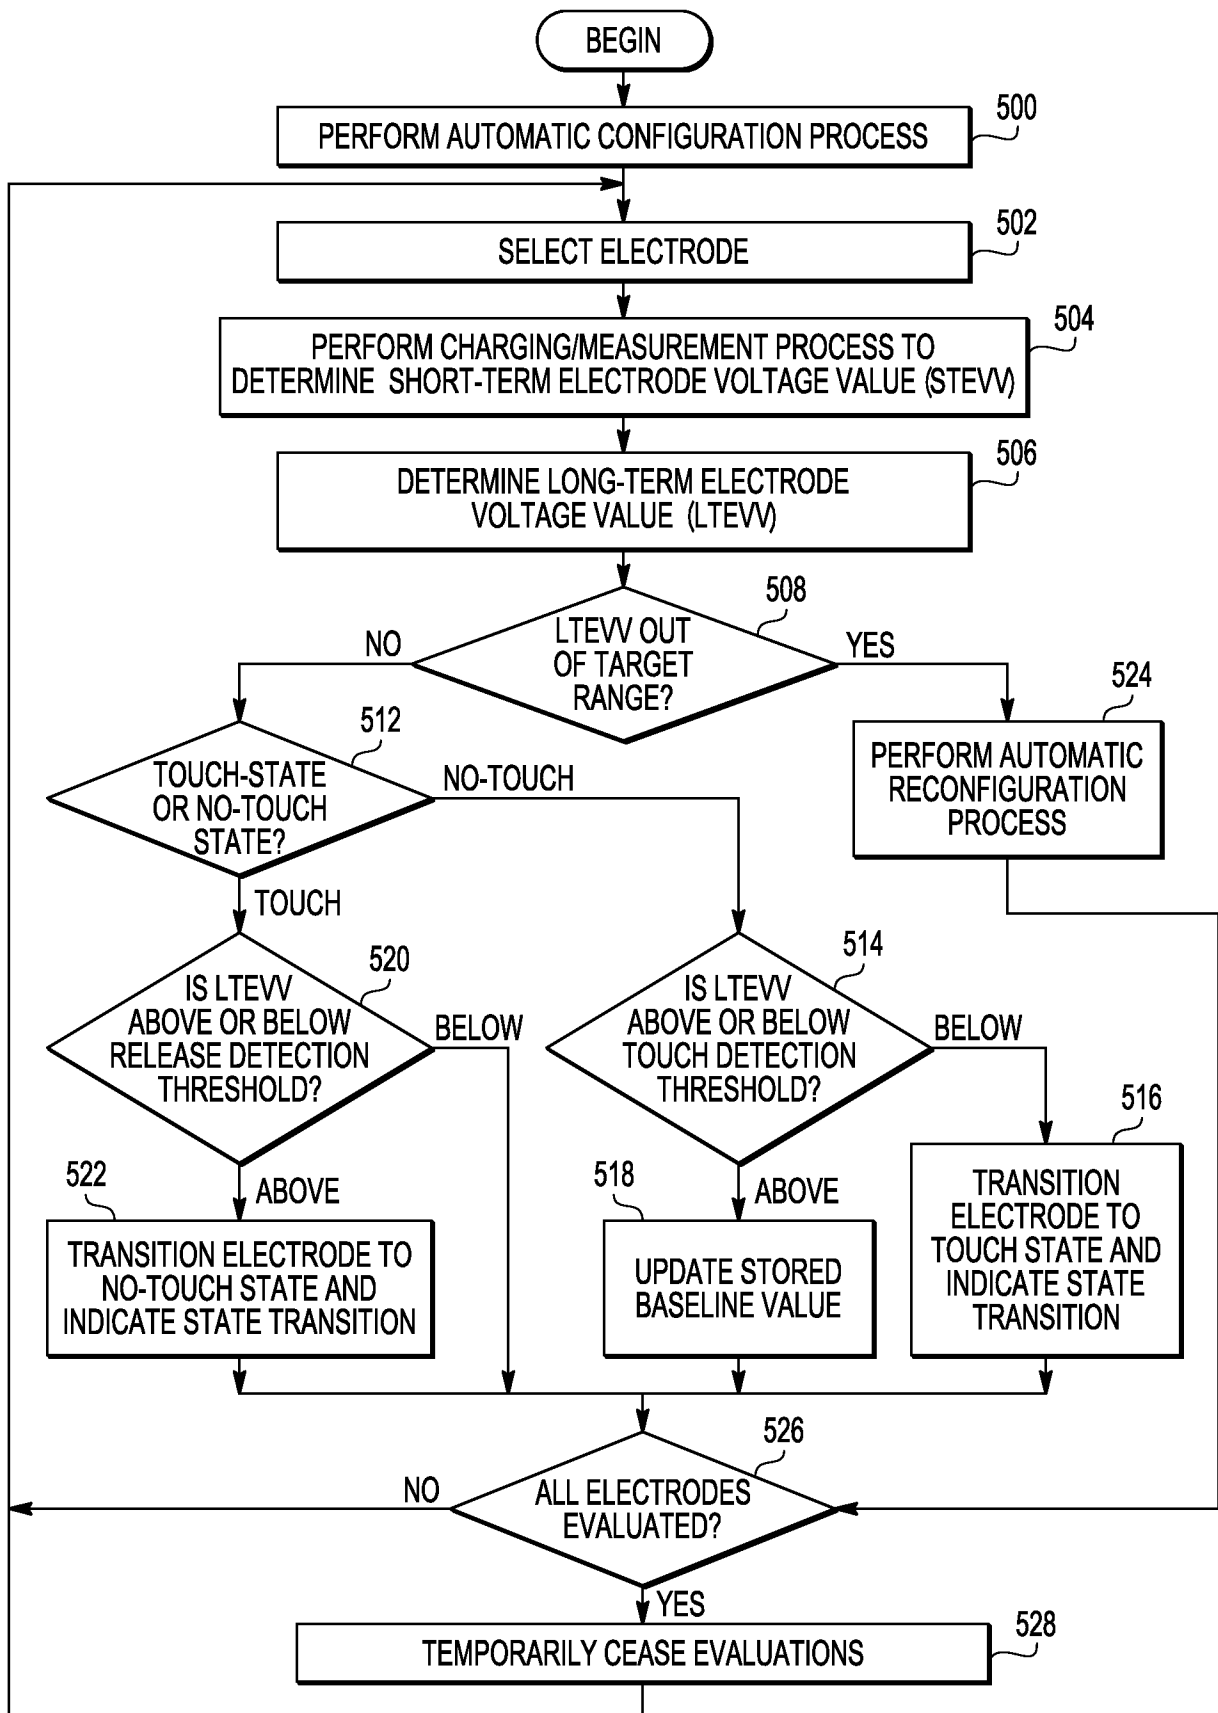 BEGIN
500
PERFORM AUTOMATIC CONFIGURATION PROCESS
502
SELECT ELECTRODE
504
PERFORM CHARGING/MEASUREMENT PROCESS TO
DETERMINE SHORT-TERM ELECTRODE VOLTAGE VALUE (STEVV)
506
DETERMINE LONG-TERM ELECTRODE
VOLTAGE VALUE (LTEVV)
508
LTEVV OUT
OF TARGET
RANGE?
NO
YES
512
TOUCH-STATE
OR NO-TOUCH
STATE?
NO-TOUCH
TOUCH
524
PERFORM AUTOMATIC
RECONFIGURATION
PROCESS
520
IS LTEVV
ABOVE OR BELOW
RELEASE DETECTION
THRESHOLD?
BELOW
ABOVE
514
IS LTEVV
ABOVE OR BELOW
TOUCH DETECTION
THRESHOLD?
BELOW
ABOVE
522
TRANSITION ELECTRODE TO
NO-TOUCH STATE AND
INDICATE STATE TRANSITION
518
UPDATE STORED
BASELINE VALUE
516
TRANSITION
ELECTRODE TO
TOUCH STATE AND
INDICATE STATE
TRANSITION
526
ALL ELECTRODES
EVALUATED?
NO
YES
528
TEMPORARILY CEASE EVALUATIONS